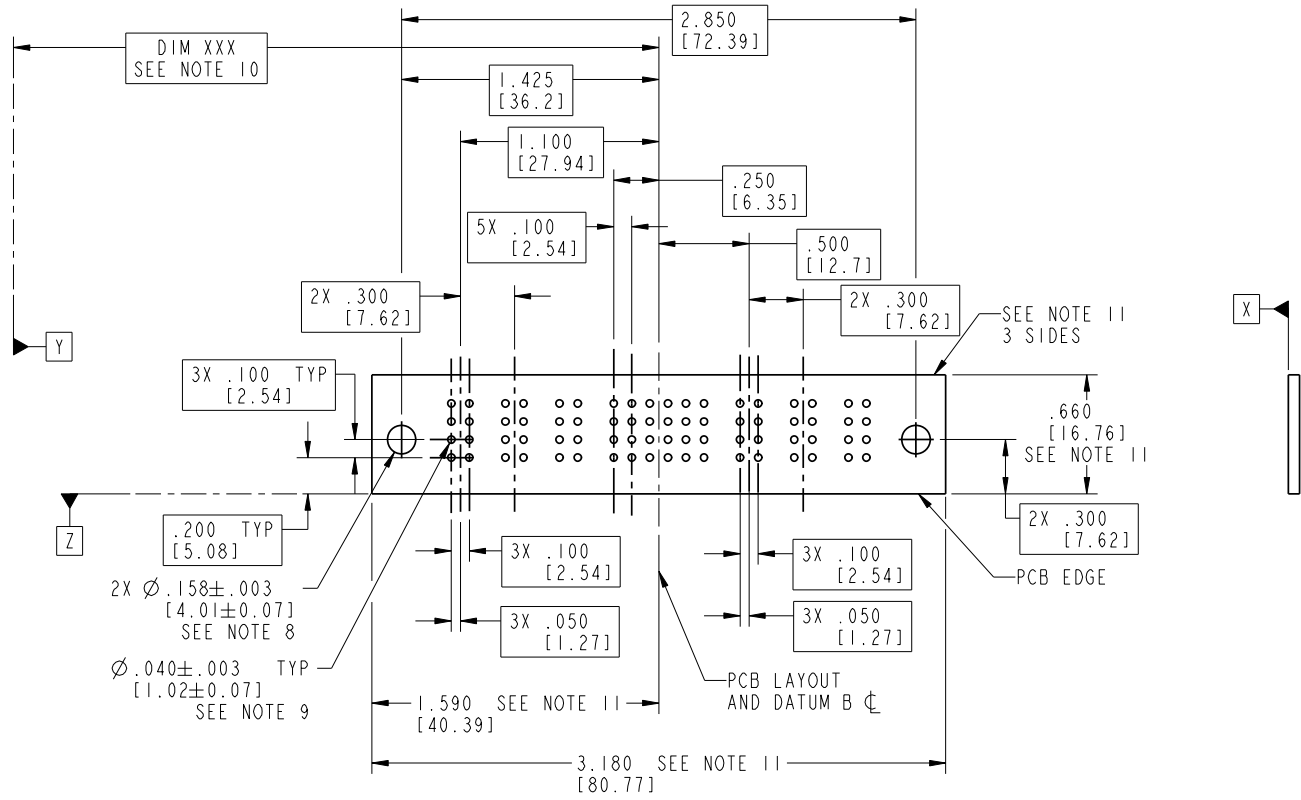 2.850
[72.39]
DIM XXX
SEE NOTE 10
1.425
[36.2]
1.100
[27.94]
.250
[6.35]
5X .100
[2.54]
.500
[12.7]
2X .300
[7.62]
2X .300
[7.62]
X
SEE NOTE 11
3 SIDES
Y
3X .100 TYP
[2.54]
.660
[16.76]
SEE NOTE 11
Z
.200 TYP
[5.08]
2X .300
[7.62]
3X .100
[2.54]
3X .100
[2.54]
PCB EDGE
2X Ø.158±.003
[4.01±0.07]
SEE NOTE 8
3X .050
[1.27]
3X .050
[1.27]
Ø.040±.003 TYP
[1.02±0.07]
SEE NOTE 9
PCB LAYOUT
AND DATUM B ℄
1.590 SEE NOTE 11
[40.39]
3.180 SEE NOTE 11
[80.77]